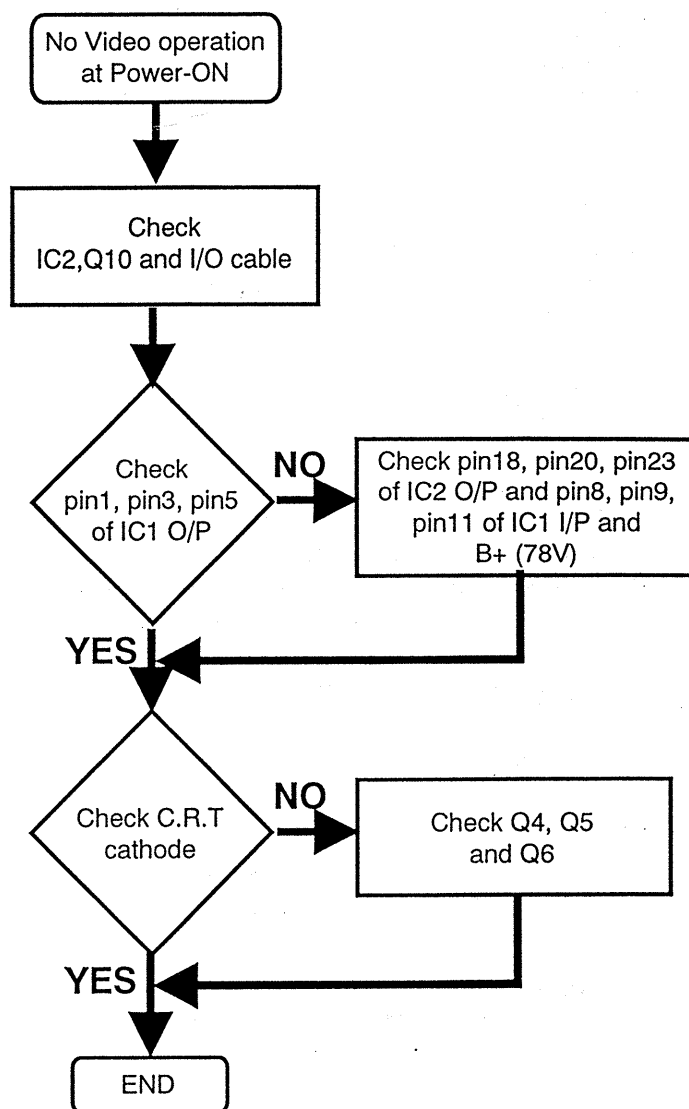 No Video operation
at Power-ON
Check
IC2,Q10 and I/O cable
Check
pin1, pin3, pin5
of IC1 O/P
NO
Check pin18, pin20, pin23
of IC2 O/P and pin8, pin9,
pin11 of IC1 I/P and
B+ (78V)
YES
Check C.R.T
cathode
NO
Check Q4, Q5
and Q6
YES
END